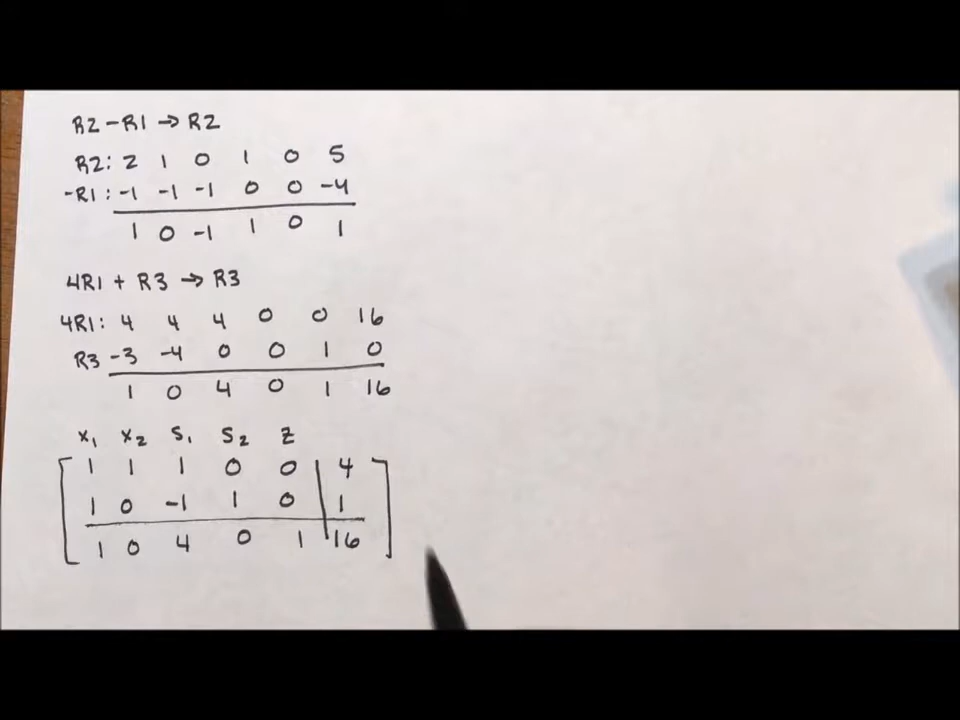 R2 -R1 → R2
R2: 2 1 0 1 0 5
-R1: -1 -1 -1 0 0 -4
1 0 -1 1 0 1
4R1 + R3 → R3
4R1: 4 4 4 0 0 16
R3 -3 -4 0 0 1 0
1 0 4 0 1 16
x₁ x₂ s₁ s₂ z
1 1 1 0 0 4
1 0 -1 1 0 1
1 0 4 0 1 16